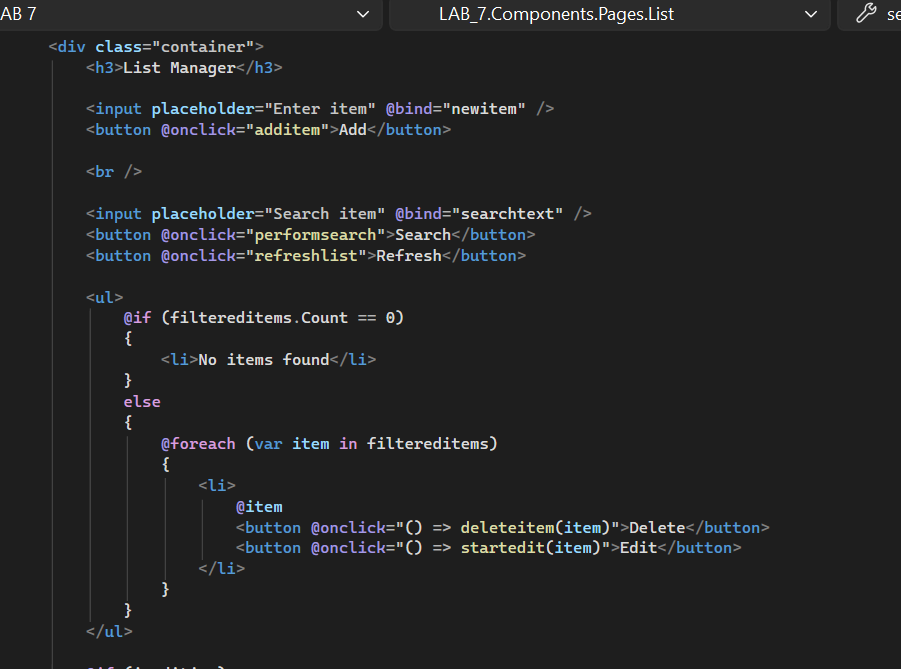 AB 7 LAB_7.Components.Pages.List se
<div class="container">
<h3>List Manager</h3>
<input placeholder="Enter item" @bind="newitem" />
<button @onclick="additem">Add</button>
<br />
<input placeholder="Search item" @bind="searchtext" />
<button @onclick="performsearch">Search</button>
<button @onclick="refreshlist">Refresh</button>
<ul>
@if (filtereditems.Count == 0)
{
<li>No items found</li>
}
else
{
@foreach (var item in filtereditems)
{
<li>
@item
<button @onclick="() => deleteitem(item)">Delete</button>
<button @onclick="() => startedit(item)">Edit</button>
</li>
}
}
</ul>